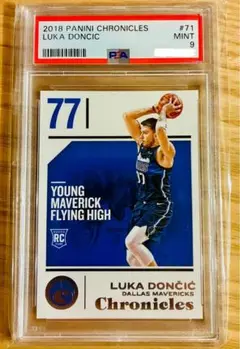 2018 PANINI CHRONICLES #71
LUKA DONCIC MINT
PSA 9
77
YOUNG
MAVERICK
FLYING HIGH
RC
LUKA DONČIĆ
DALLAS MAVERICKS
Chronicles